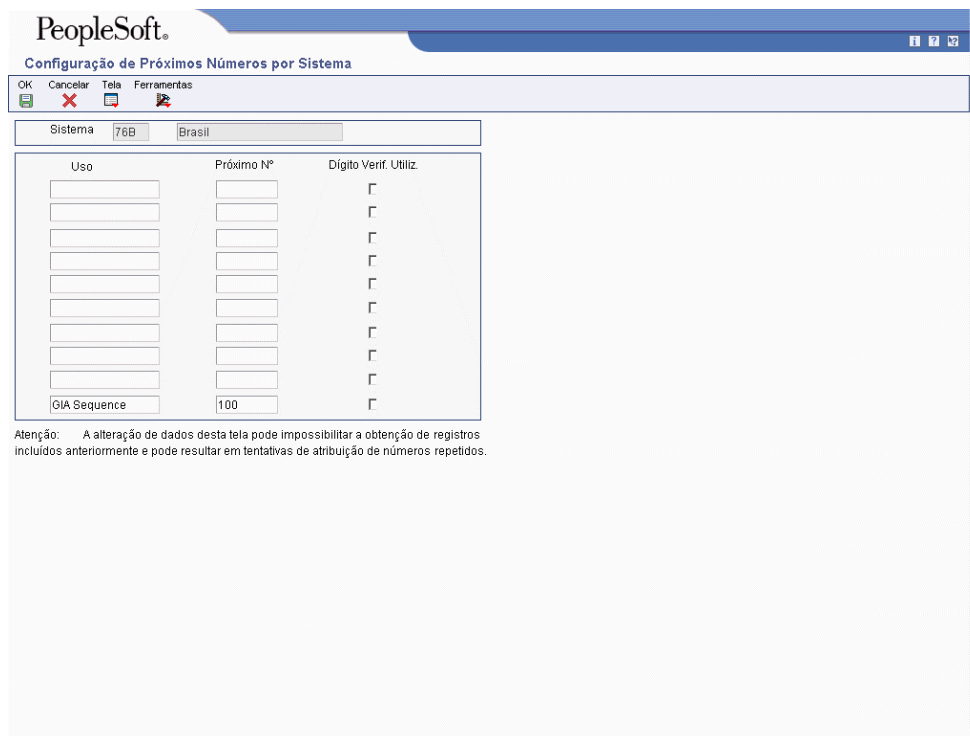 PeopleSoft®
Configuração de Próximos Números por Sistema
OK Cancelar Tela Ferramentas
Sistema 76B Brasil
Uso Próximo Nº Dígito Verif. Utiliz.
GIA Sequence 100
Atenção: A alteração de dados desta tela pode impossibilitar a obtenção de registros
incluídos anteriormente e pode resultar em tentativas de atribuição de números repetidos.